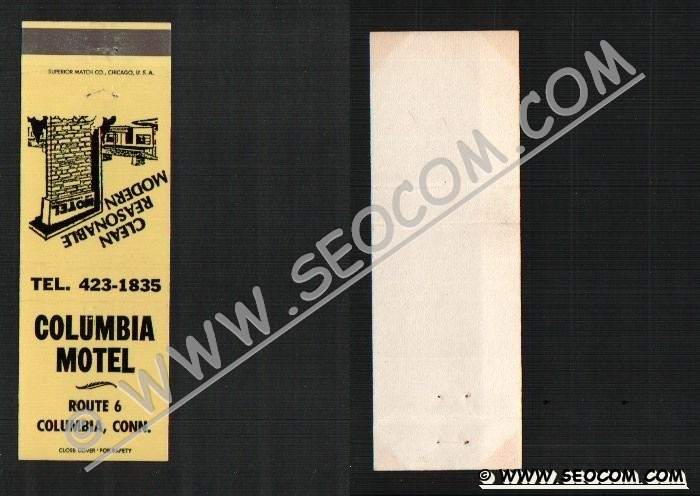 SUPERIOR MATCH CO., CHICAGO, U. S. A.
MOTEL
CLEAN
REASONABLE
MODERN
TEL. 423-1835
COLUMBIA
MOTEL
ROUTE 6
COLUMBIA, CONN.
CLOSE COVER • FOR SAFETY
© WWW.SEOCOM.COM
© WWW.SEOCOM.COM